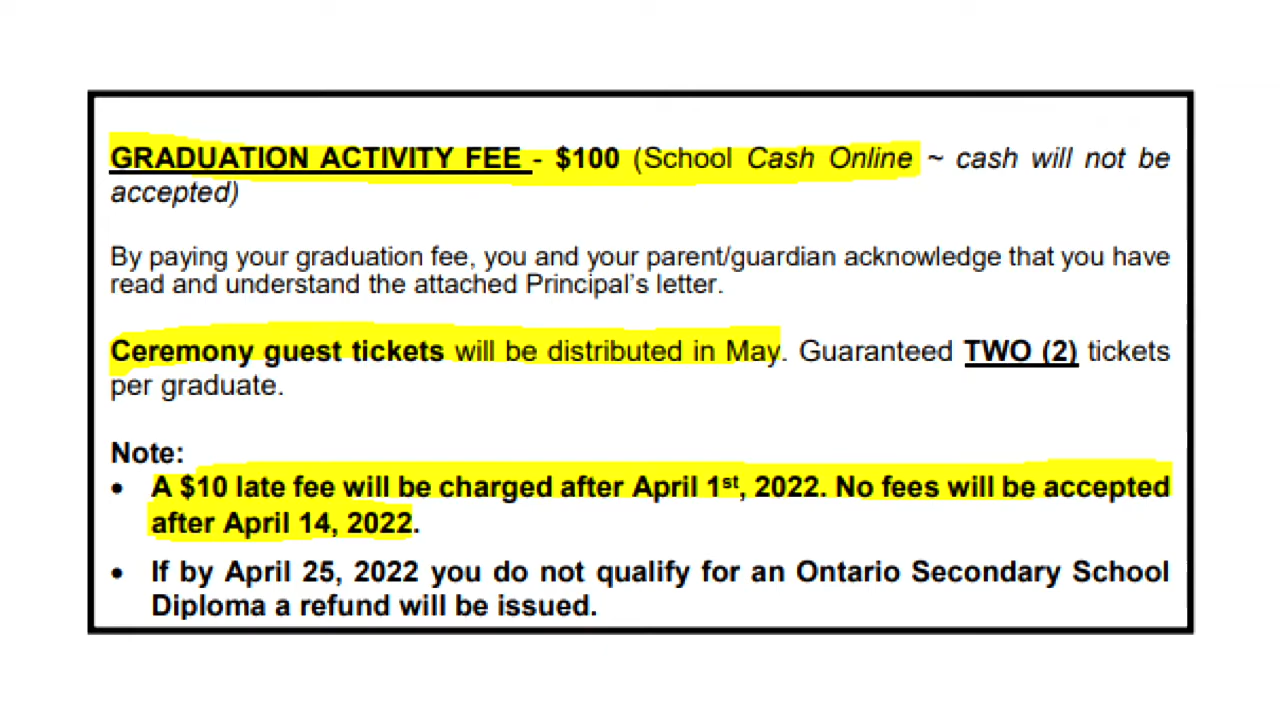 GRADUATION ACTIVITY FEE - $100 (School Cash Online ~ cash will not be
accepted)
By paying your graduation fee, you and your parent/guardian acknowledge that you have
read and understand the attached Principal’s letter.
Ceremony guest tickets will be distributed in May. Guaranteed TWO (2) tickets
per graduate.
Note:
• A $10 late fee will be charged after April 1st, 2022. No fees will be accepted
after April 14, 2022.
• If by April 25, 2022 you do not qualify for an Ontario Secondary School
Diploma a refund will be issued.